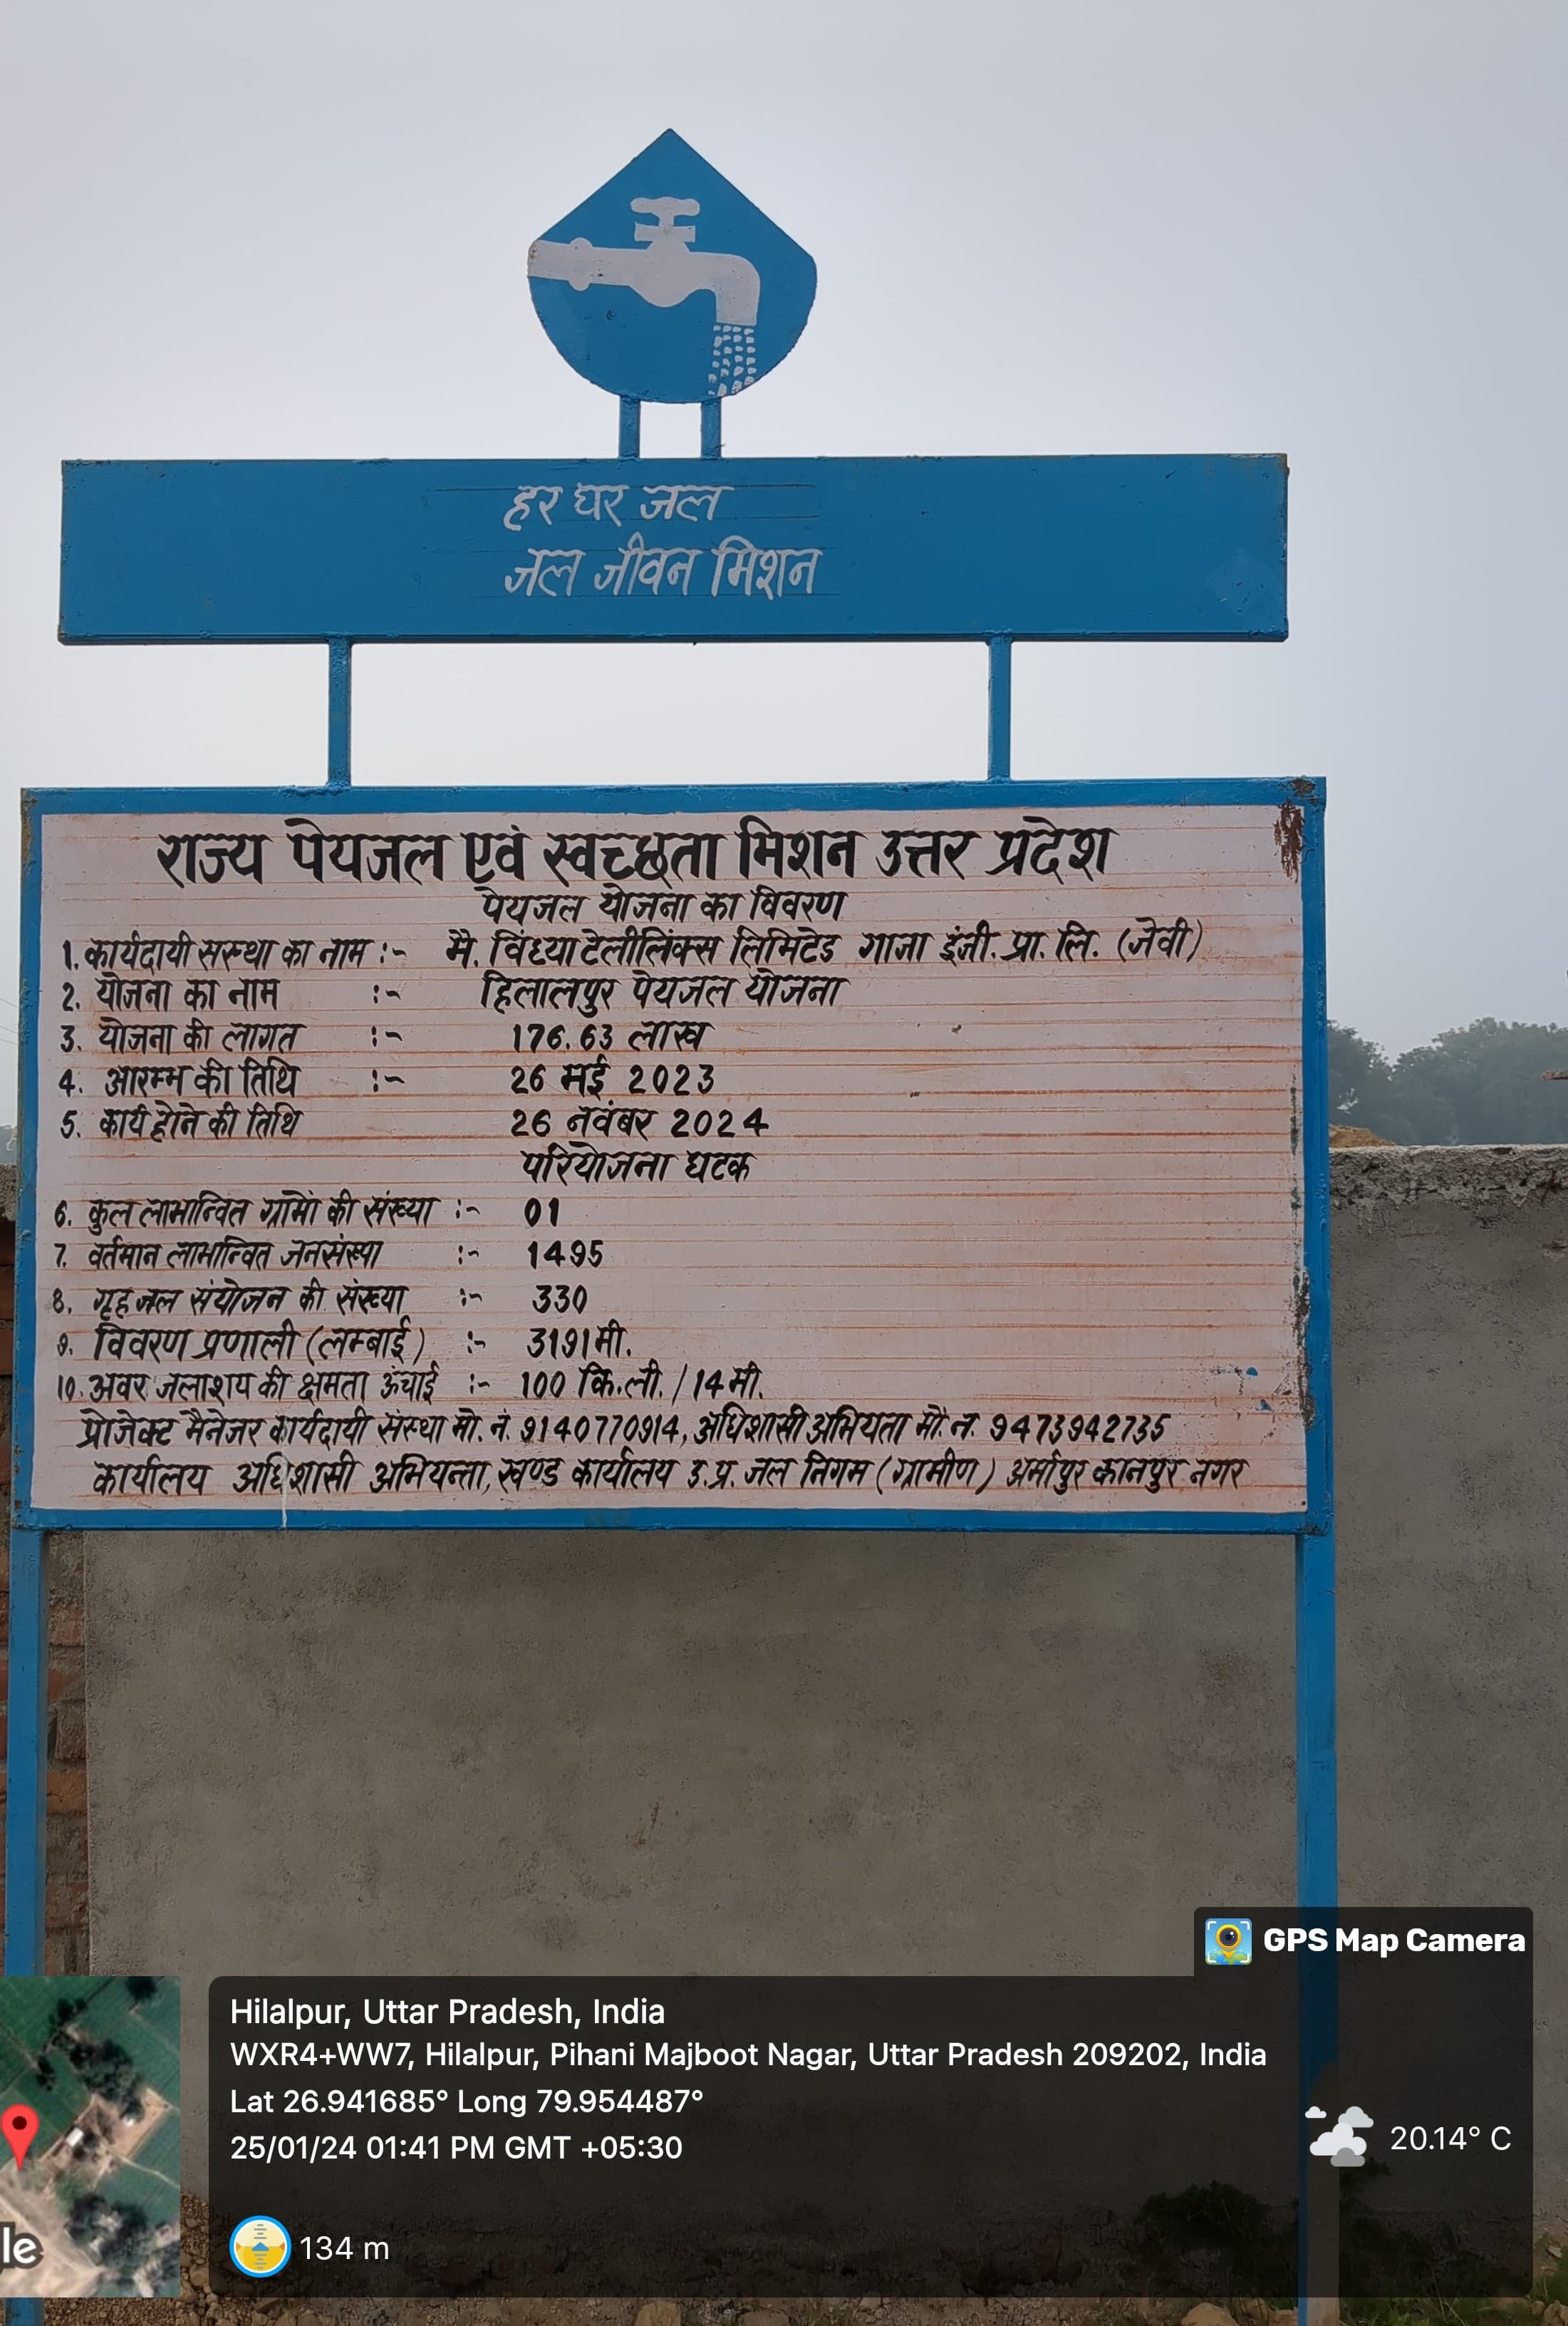 हर घर जल
जल जीवन मिशन
राज्य पेयजल एवं स्वच्छता मिशन उत्तर प्रदेश
पेयजल योजना का विवरण
1. कार्यदायी सस्था का नाम :- मै. विंध्या टेलीलिंक्स लिमिटेड गाजा इंजी. प्रा. लि. (जेवी)
2. योजना का नाम :- हिलालपुर पेयजल योजना
3. योजना की लागत :- 176.63 लाख
4. आरम्भ की तिथि :- 26 मई 2023
5. कार्य होने की तिथि 26 नवंबर 2024
परियोजना घटक
6. कुल लाभान्वित ग्रामों की संख्या :- 01
7. वर्तमान लाभान्वित जनसंख्या :- 1495
8. गृह जल संयोजन की संख्या :- 330
9. विवरण प्रणाली (लम्बाई) :- 3191मी.
10. अवर जलाशय की क्षमता ऊंचाई :- 100 कि.ली. / 14 मी.
प्रोजेक्ट मैनेजर कार्यदायी संस्था मो. नं. 9140770914, अधिशासी अभियता मों. न. 9473942735
कार्यालय अधिशासी अभियन्ता, खण्ड कार्यालय उ.प्र. जल निगम (ग्रामीण) अर्मापुर कानपुर नगर
GPS Map Camera
Hilalpur, Uttar Pradesh, India
WXR4+WW7, Hilalpur, Pihani Majboot Nagar, Uttar Pradesh 209202, India
Lat 26.941685° Long 79.954487°
25/01/24 01:41 PM GMT +05:30
20.14° C
134 m
le